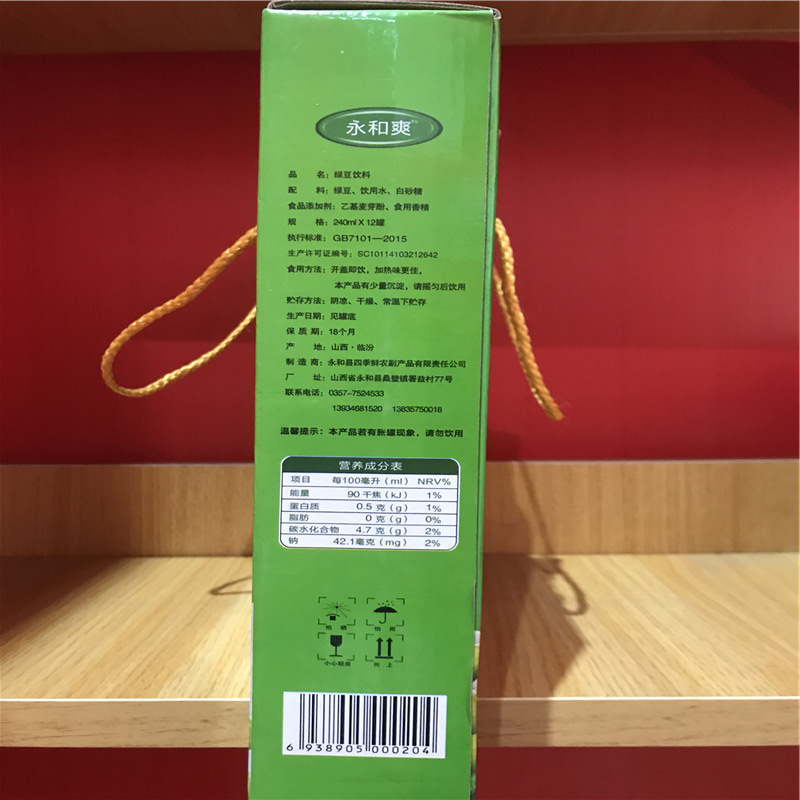 永和爽
品 名：绿豆饮料
配 料：绿豆、饮用水、白砂糖
食品添加剂：乙基麦芽酚、食用香精
规 格：240ml X 12罐
执行标准：GB7101—2015
生产许可证编号：SC10114103212642
食用方法：开盖即饮，加热味更佳，
本产品有少量沉淀，请摇匀后饮用
贮存方法：阴凉、干燥、常温下贮存
生产日期：见罐底
保 质 期：18个月
产 地：山西·临汾
制 造 商：永和县四季鲜农副产品有限责任公司
厂 址：山西省永和县桑壁镇署益村77号
联系电话：0357-7524533
13934681520 13835750018
温馨提示：本产品若有胀罐现象，请勿饮用
营养成分表
项目 每100毫升（ml） NRV%
能量 90 千焦（kJ） 1%
蛋白质 0.5 克（g） 1%
脂肪 0 克（g） 0%
碳水化合物 4.7 克（g） 2%
钠 42.1毫克（mg） 2%
怕 晒 怕 雨
小心轻放 向 上
6 938905 000204